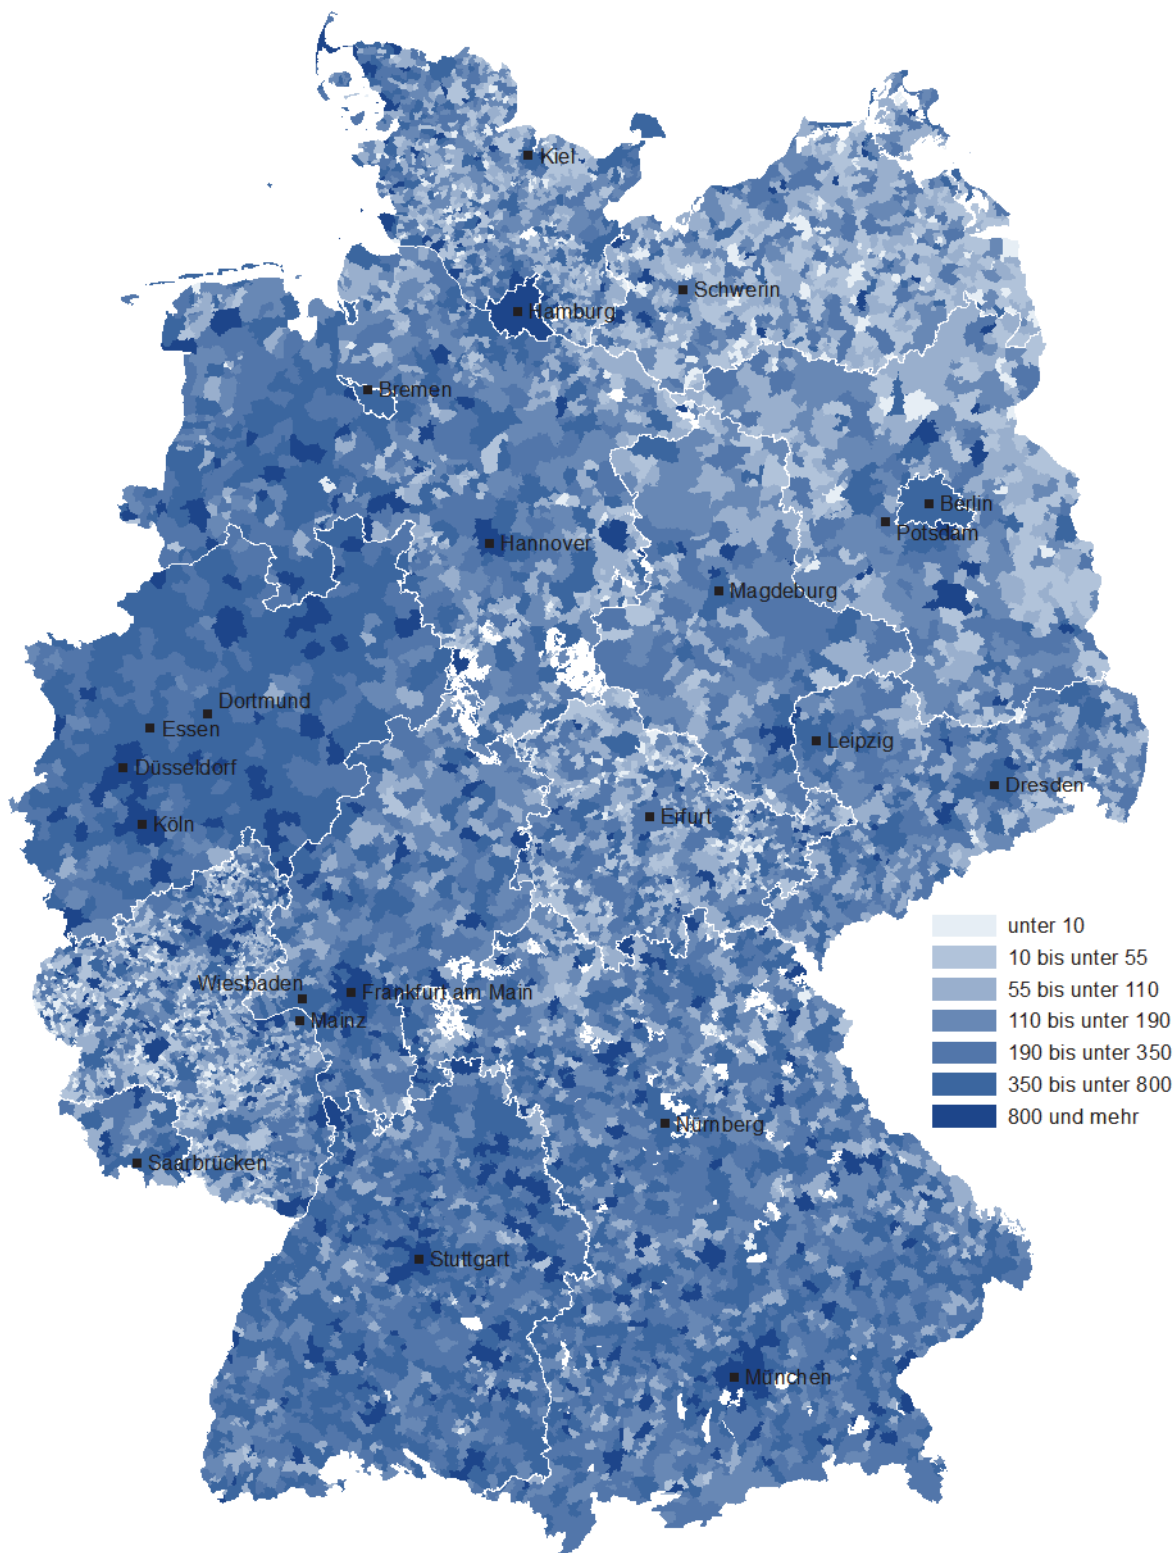 Kiel
Schwerin
Hamburg
Bremen
Berlin
Potsdam
Hannover
Magdeburg
Dortmund
Essen
Leipzig
Düsseldorf
Dresden
Köln
Erfurt
Wiesbaden
Frankfurt am Main
Mainz
Nürnberg
Saarbrücken
Stuttgart
München
unter 10
10 bis unter 55
55 bis unter 110
110 bis unter 190
190 bis unter 350
350 bis unter 800
800 und mehr